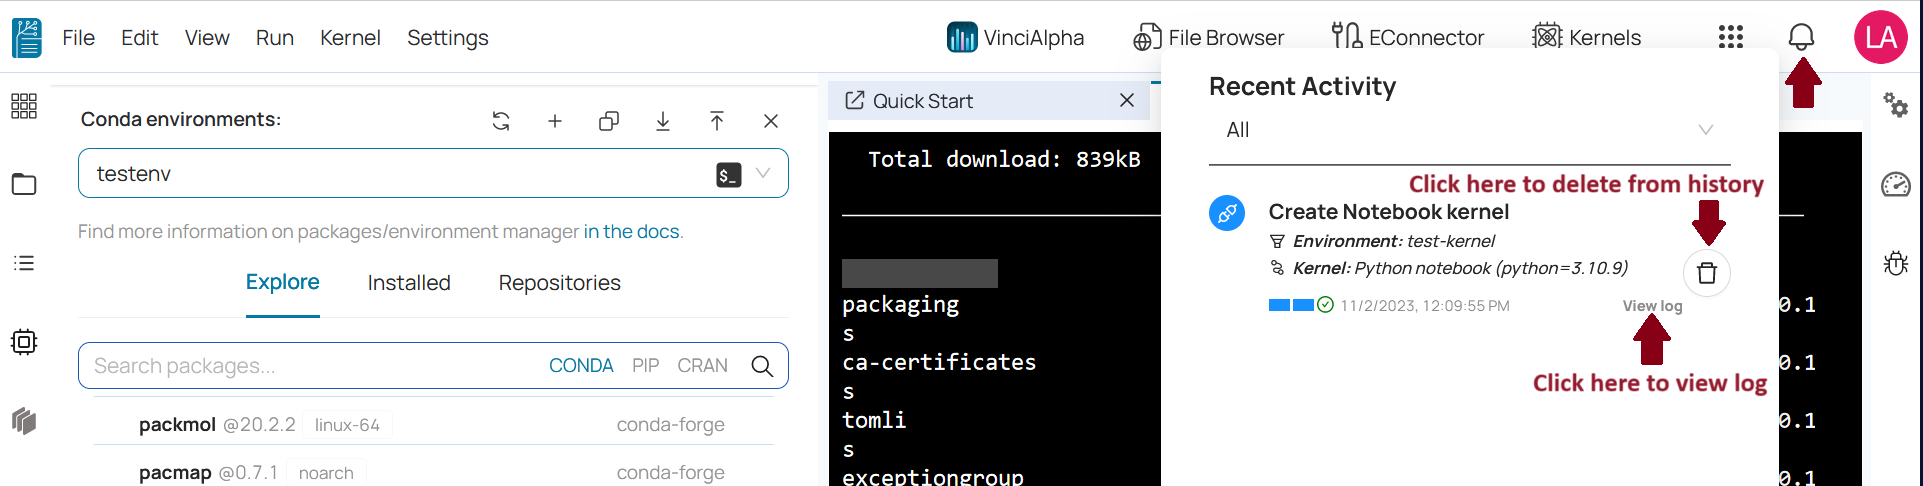 File Edit View Run Kernel Settings VinciAlpha File Browser EConnector Kernels LA
Conda environments:
testenv
$_
Find more information on packages/environment manager in the docs.
Explore Installed Repositories
Search packages... CONDA PIP CRAN
packmol @20.2.2 linux-64 conda-forge
pacmap @0.7.1 noarch conda-forge
Quick Start
Total download: 839kB
packaging 0.1
s
ca-certificates 0.1
s
tomli 0.1
s
exceptiongroup 0.1
Recent Activity
All
Click here to delete from history
Create Notebook kernel
Environment: test-kernel
Kernel: Python notebook (python=3.10.9)
11/2/2023, 12:09:55 PM View log
Click here to view log